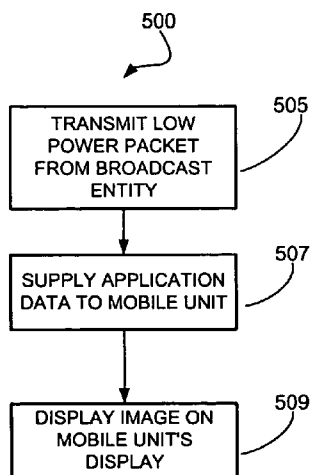 500
TRANSMIT LOW
POWER PACKET
FROM BROADCAST
ENTITY
505
SUPPLY APPLICATION
DATA TO MOBILE UNIT
507
DISPLAY IMAGE ON
MOBILE UNIT'S
DISPLAY
509